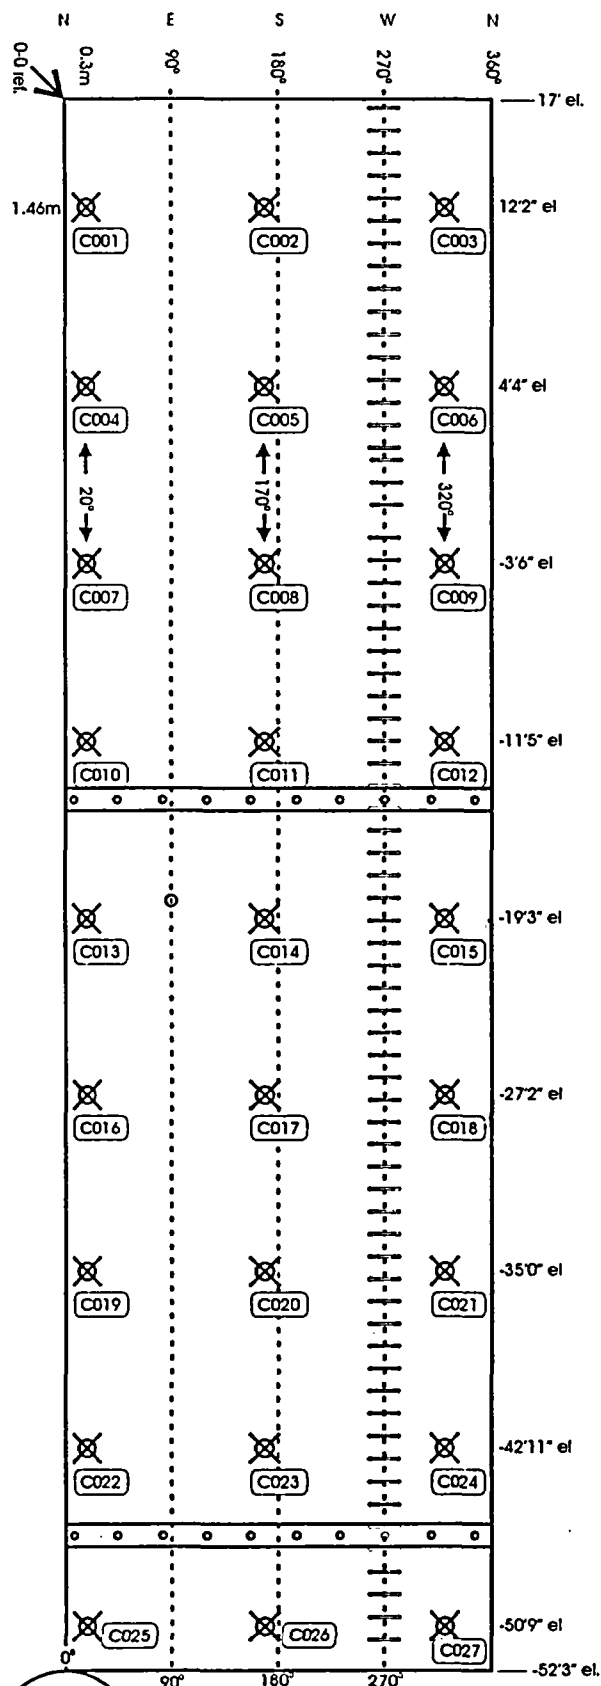 N E S W N
0-0 ref. 0.3m 90° 180° 270° 360°
17' el.
1.46m 12'2" el
C001 C002 C003
4'4" el
C004 C005 C006
20° 170° 320°
-3'6" el
C007 C008 C009
-11'5" el
C010 C011 C012
-19'3" el
C013 C014 C015
-27'2" el
C016 C017 C018
-35'0" el
C019 C020 C021
-42'11" el
C022 C023 C024
-50'9" el
C025 C026 C027
0° 90° 180° 270° -52'3" el.